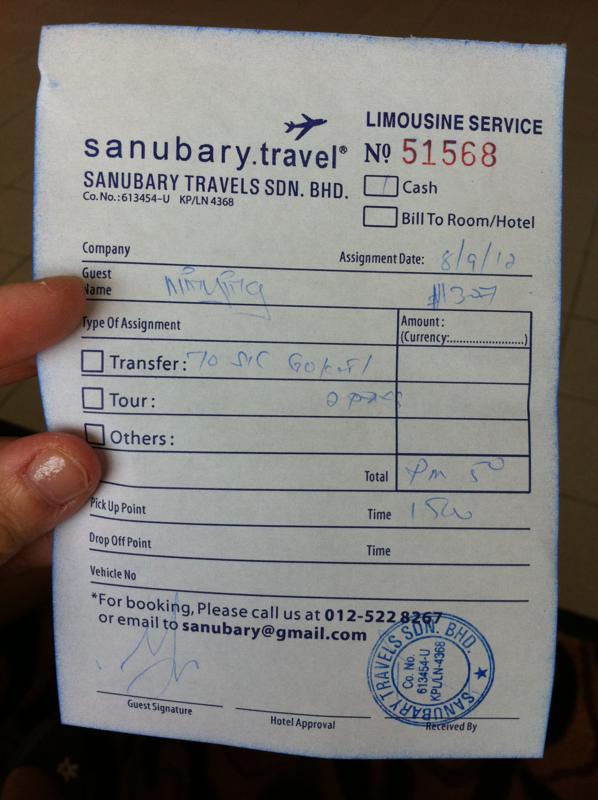 LIMOUSINE SERVICE
sanubary.travel®
Nº 51568
SANUBARY TRAVELS SDN. BHD.
Co. No.:613454-U KP/LN 4368
Cash
Bill To Room/Hotel
Company
Assignment Date: 8/9/12
Guest
Name
#1327
Type Of Assignment
Amount :
(Currency:........................)
Transfer: To
Tour :
Others :
Total 50
Pick Up Point
Time 1500
Drop Off Point
Time
Vehicle No
*For booking, Please call us at 012-522 8267
or email to sanubary@gmail.com
SANUBARY TRAVELS SDN. BHD.
Co. No.
613454-U
KPL/LN-4368
Guest Signature
Hotel Approval
Received By